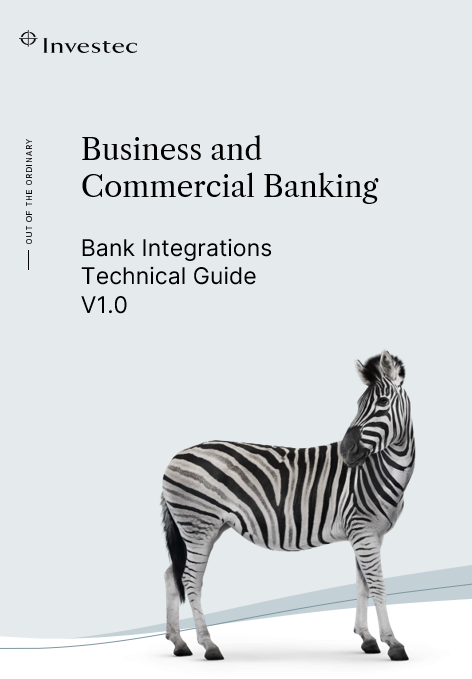 Investec
OUT OF THE ORDINARY
Business and
Commercial Banking
Bank Integrations
Technical Guide
V1.0